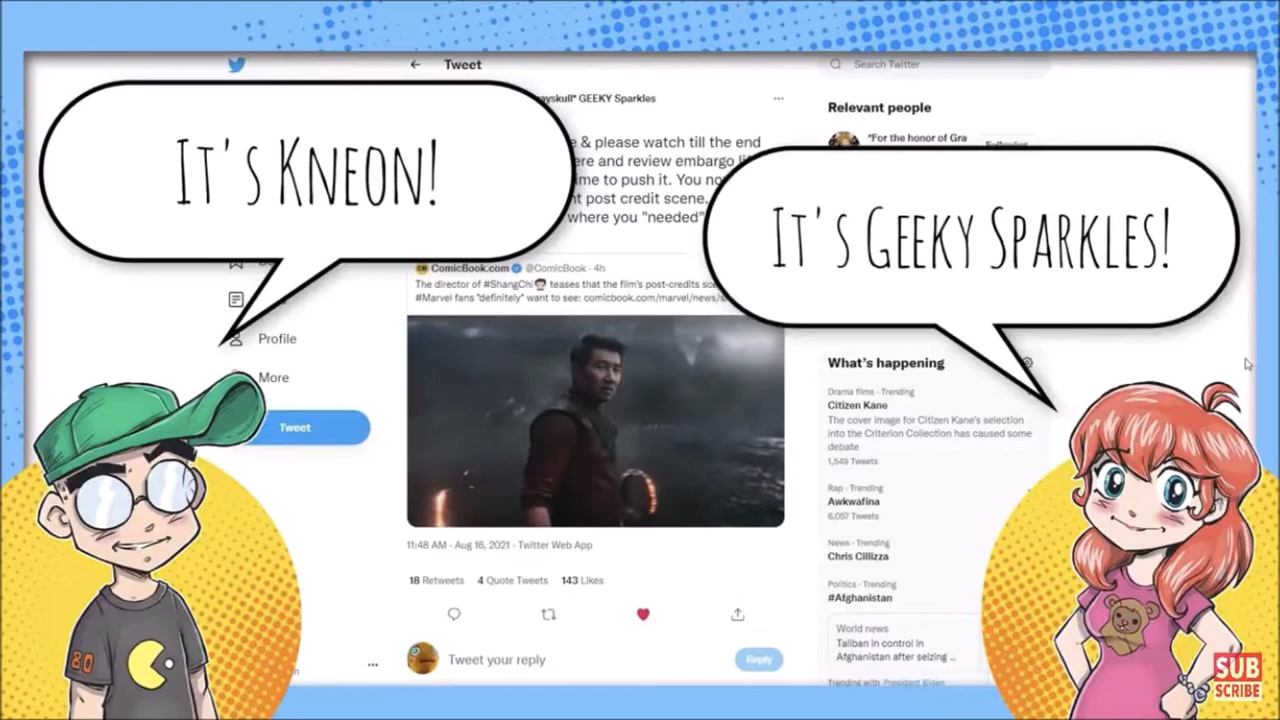 Tweet
Search Twitter
ayskull* GEEKY Sparkles
Relevant people
*For the honor of Gra
Following
It's Kneon!
e & please watch till the end
ere and review embargo
ime to push it. You
nt post credit scene.
where you "needed"
It's Geeky Sparkles!
ComicBook.com @ComicBook · 4h
The director of #ShangChi teases that the film's post-credits
#Marvel fans "definitely" want to see: comicbook.com/marvel/news/
Profile
More
Tweet
What's happening
Drama films · Trending
Citizen Kane
The cover image for Citizen Kane's selection
into the Criterion Collection has caused some
debate
1,549 Tweets
Rap · Trending
Awkwafina
6,057 Tweets
News · Trending
Chris Cillizza
Politics · Trending
#Afghanistan
World news
Taliban in control in
Afghanistan after seizing ...
Trending with President Biden
11:48 AM · Aug 16, 2021 · Twitter Web App
18 Retweets 4 Quote Tweets 143 Likes
Tweet your reply
Reply
80
SUB
SCRIBE